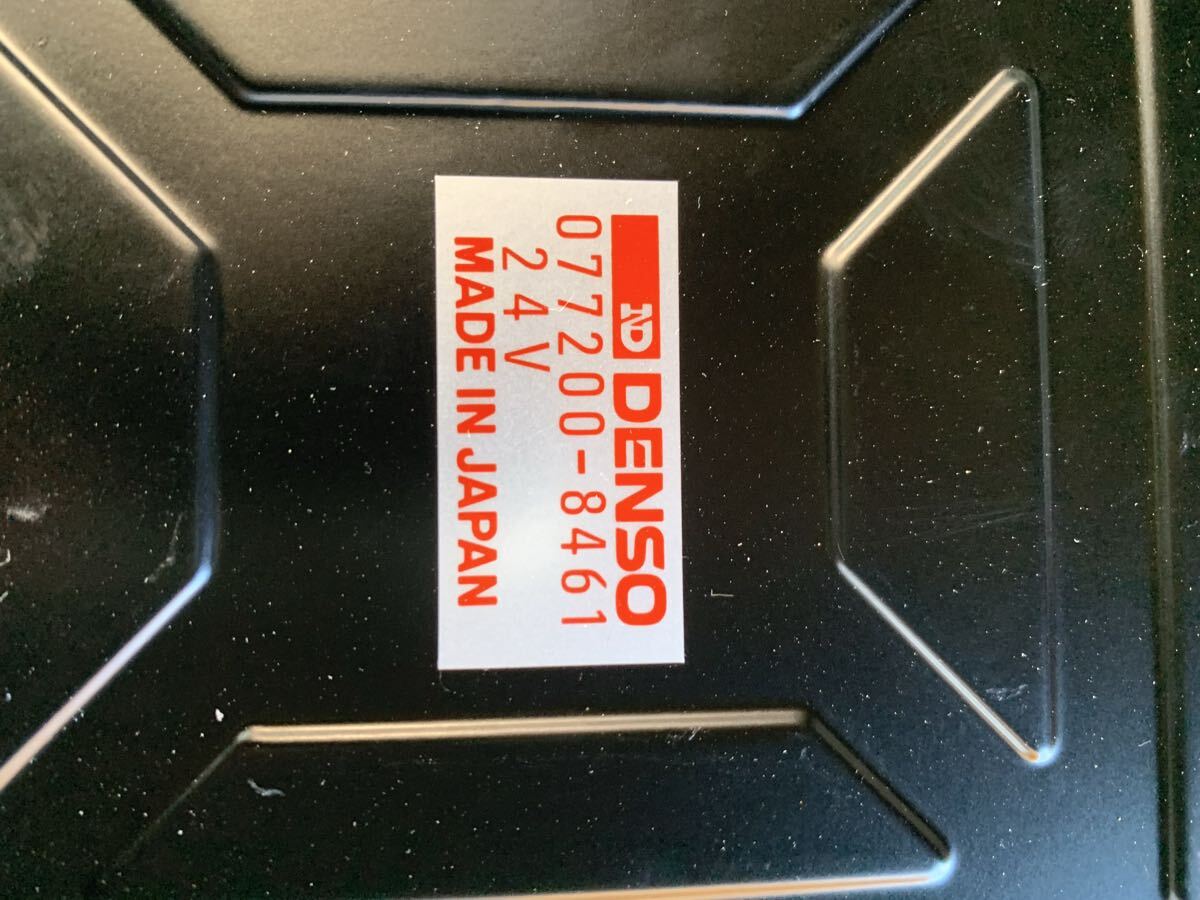 ND DENSO
077200-8461
24V
MADE IN JAPAN